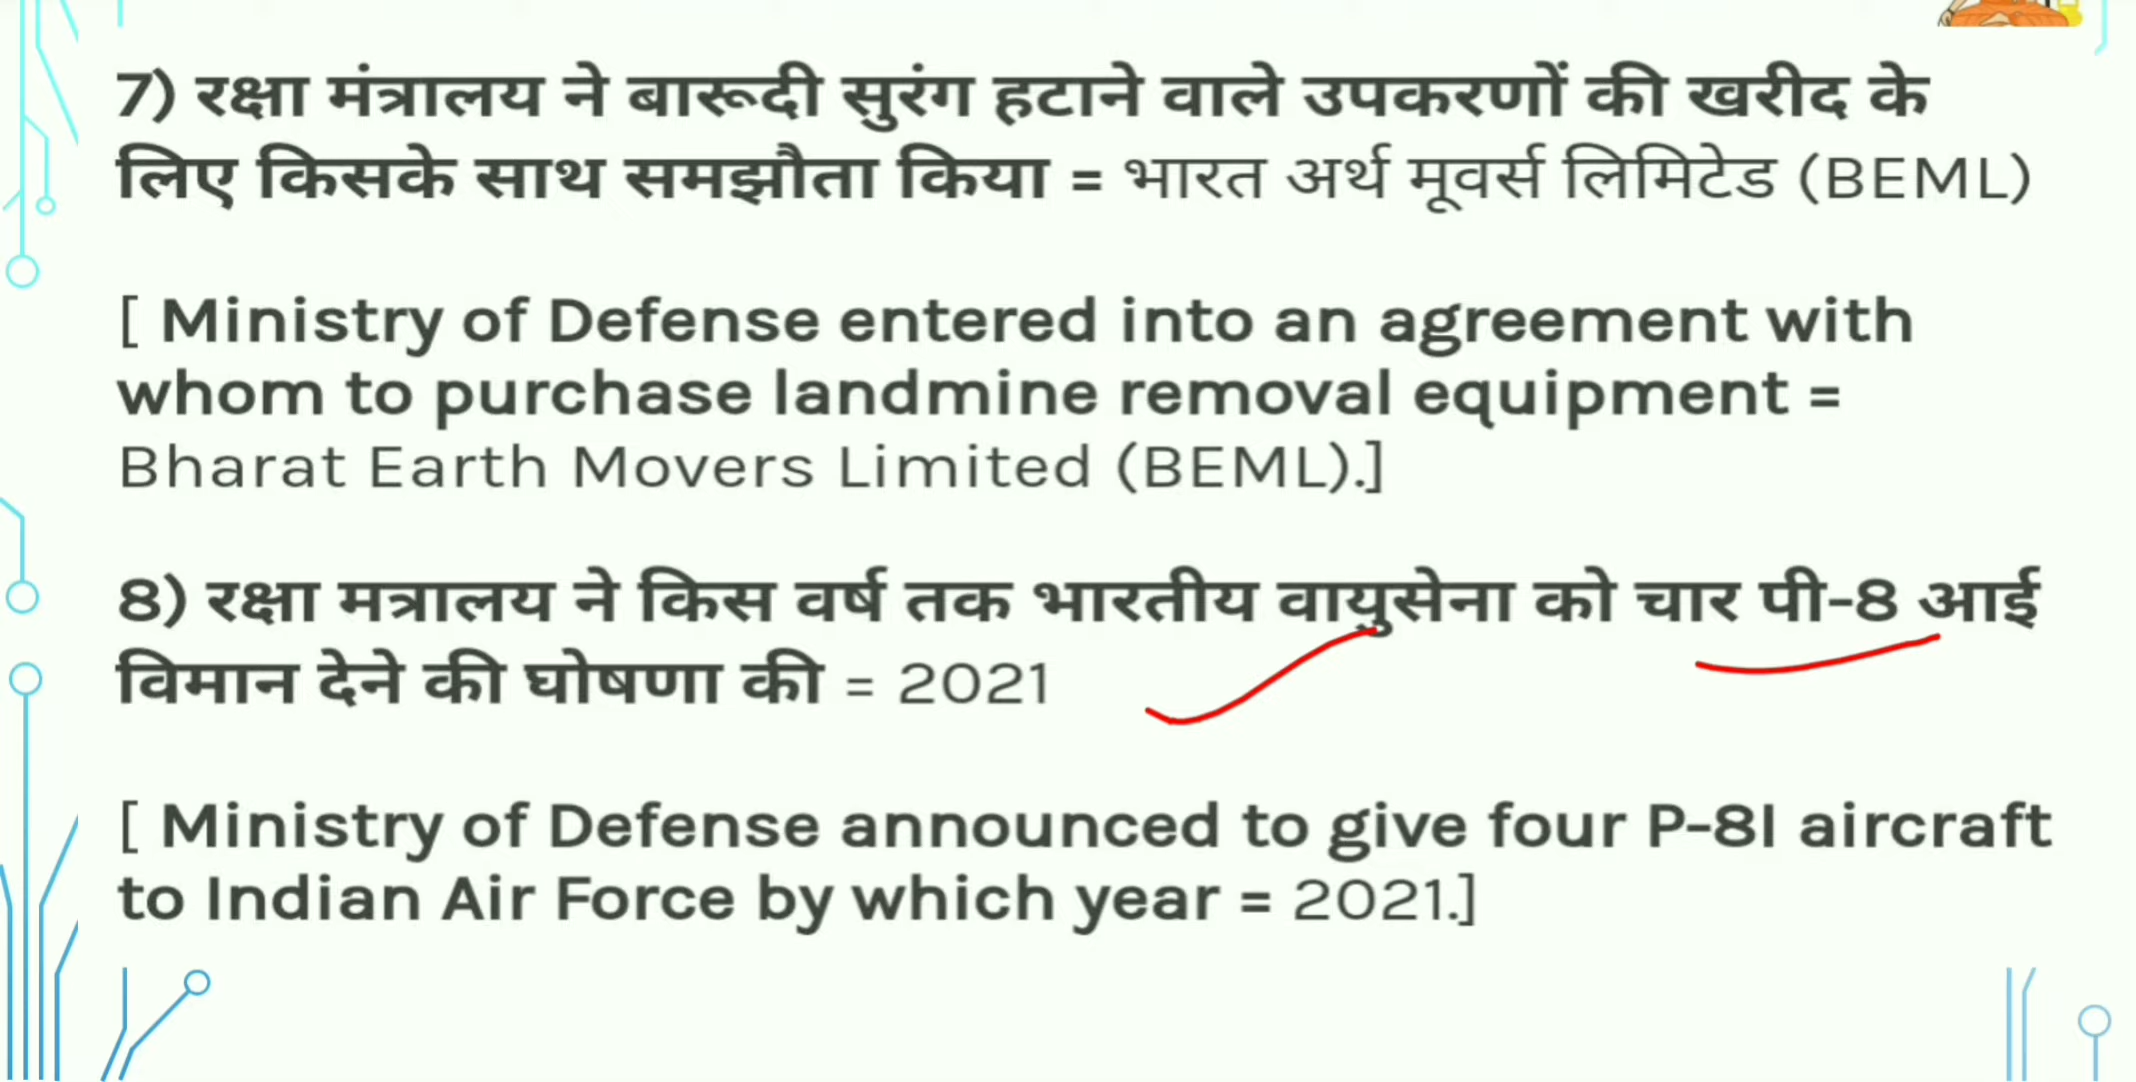 7) रक्षा मंत्रालय ने बारूदी सुरंग हटाने वाले उपकरणों की खरीद के
लिए किसके साथ समझौता किया = भारत अर्थ मूवर्स लिमिटेड (BEML)
[ Ministry of Defense entered into an agreement with
whom to purchase landmine removal equipment =
Bharat Earth Movers Limited (BEML).]
8) रक्षा मत्रालय ने किस वर्ष तक भारतीय वायुसेना को चार पी-8 आई
विमान देने की घोषणा की = 2021
[ Ministry of Defense announced to give four P-8I aircraft
to Indian Air Force by which year = 2021.]